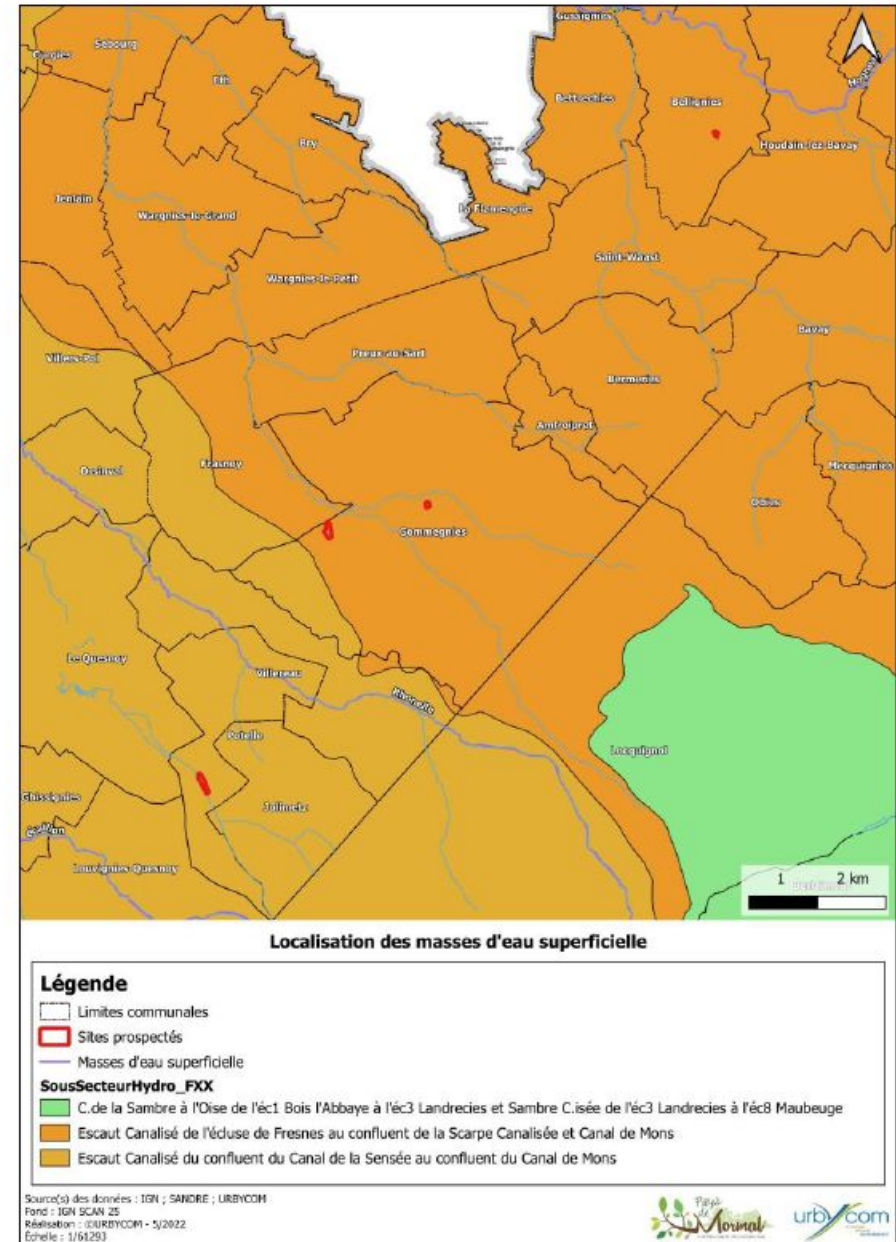 Gussignies
Sebourg
Eth
Bettrechies
Bellignies
Hogneau
Bry
Houdain-lez-Bavay
Jenlain
La Flamengrie
Wargnies-le-Grand
Saint-Waast
Wargnies-le-Petit
Bavay
Villers-Pol
Preux-au-Sart
Bermeries
Amfroipret
Orsinval
Frasnoy
Mecquignies
Obies
Gommegnies
Le Quesnoy
Villereau
Rhonelle
Potelle
Locquignol
Ghissignies
Jolimetz
Écaillon
Louvignies-Quesnoy
1 2 km
Localisation des masses d'eau superficielle
Légende
Limites communales
Sites prospectés
Masses d'eau superficielle
SousSecteurHydro_FXX
C.de la Sambre à l'Oise de l'éc1 Bois l'Abbaye à l'éc3 Landrecies et Sambre C.isée de l'éc3 Landrecies à l'éc8 Maubeuge
Escaut Canalisé de l'écluse de Fresnes au confluent de la Scarpe Canalisée et Canal de Mons
Escaut Canalisé du confluent du Canal de la Sensée au confluent du Canal de Mons
Source(s) des données : IGN ; SANDRE ; URBYCOM
Fond : IGN SCAN 25
Réalisation : ©URBYCOM - 5/2022
Échelle : 1/61293
Pays
de
Mormal
urbycom